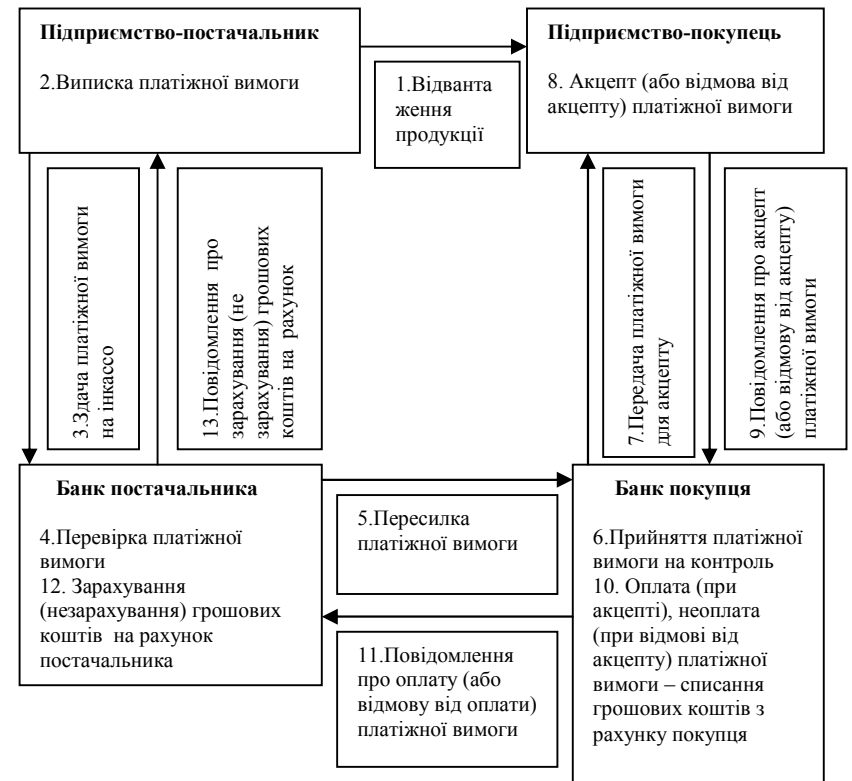 Підприємство-постачальник
2.Виписка платіжної вимоги
1.Відванта
ження
продукції
Підприємство-покупець
8. Акцепт (або відмова від
акцепту) платіжної вимоги
3.Здача платіжної вимоги
на інкассо
13.Повідомлення про
зарахування (не
зарахування) грошових
коштів на рахунок
7.Передача платіжної вимоги
для акцепту
9.Повідомлення про акцепт
(або відмову від акцепту)
платіжної вимоги
Банк постачальника
4.Перевірка платіжної
вимоги
12. Зарахування
(незарахування) грошових
коштів на рахунок
постачальника
5.Пересилка
платіжної вимоги
11.Повідомлення
про оплату (або
відмову від оплати)
платіжної вимоги
Банк покупця
6.Прийняття платіжної
вимоги на контроль
10. Оплата (при
акцепті), неоплата
(при відмові від
акцепту) платіжної
вимоги – списання
грошових коштів з
рахунку покупця